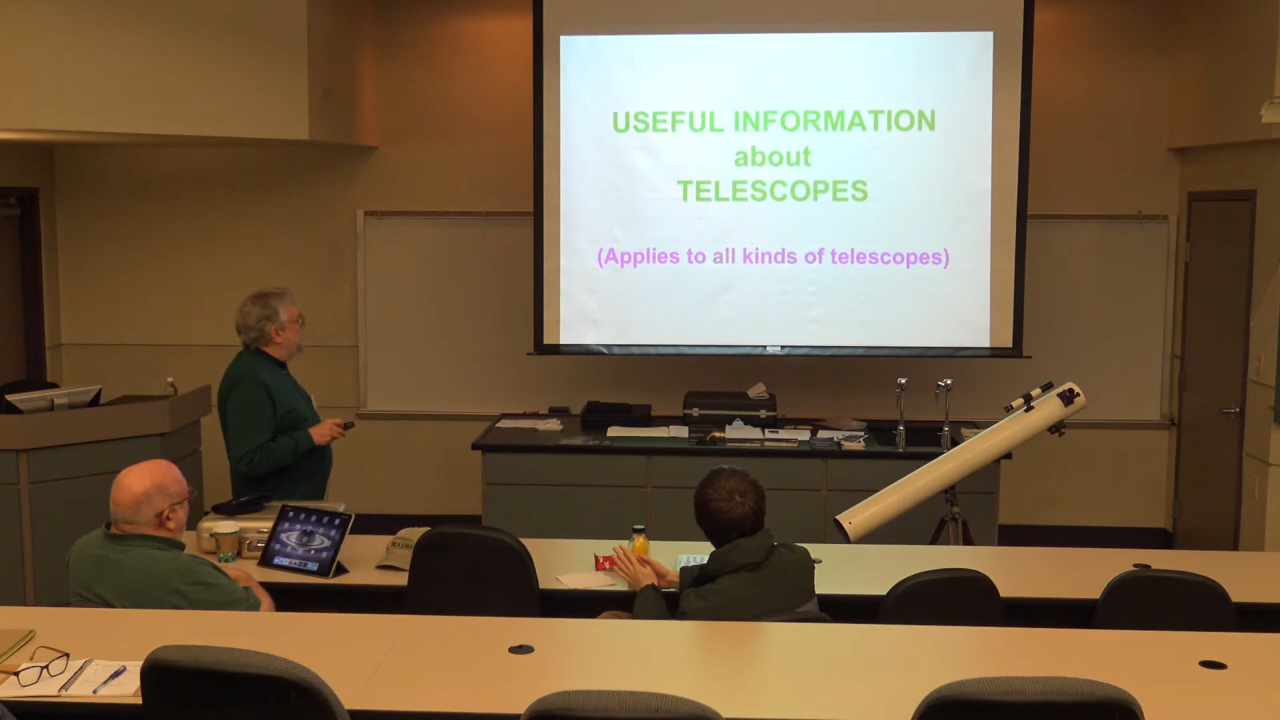 USEFUL INFORMATION
about
TELESCOPES
(Applies to all kinds of telescopes)